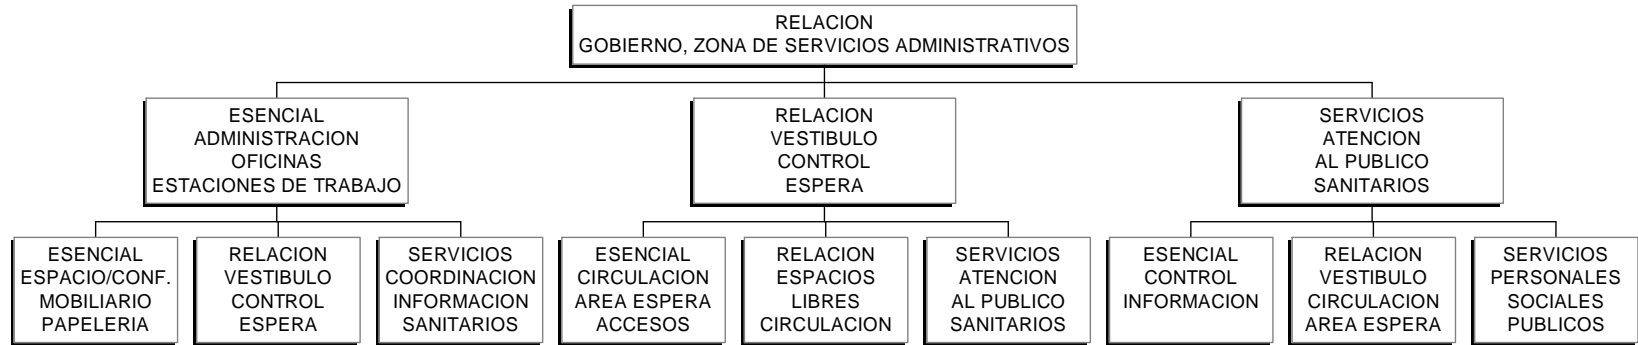 RELACION
GOBIERNO, ZONA DE SERVICIOS ADMINISTRATIVOS
ESENCIAL
ADMINISTRACION
OFICINAS
ESTACIONES DE TRABAJO
RELACION
VESTIBULO
CONTROL
ESPERA
SERVICIOS
ATENCION
AL PUBLICO
SANITARIOS
ESENCIAL
ESPACIO/CONF.
MOBILIARIO
PAPELERIA
RELACION
VESTIBULO
CONTROL
ESPERA
SERVICIOS
COORDINACION
INFORMACION
SANITARIOS
ESENCIAL
CIRCULACION
AREA ESPERA
ACCESOS
RELACION
ESPACIOS
LIBRES
CIRCULACION
SERVICIOS
ATENCION
AL PUBLICO
SANITARIOS
ESENCIAL
CONTROL
INFORMACION
RELACION
VESTIBULO
CIRCULACION
AREA ESPERA
SERVICIOS
PERSONALES
SOCIALES
PUBLICOS